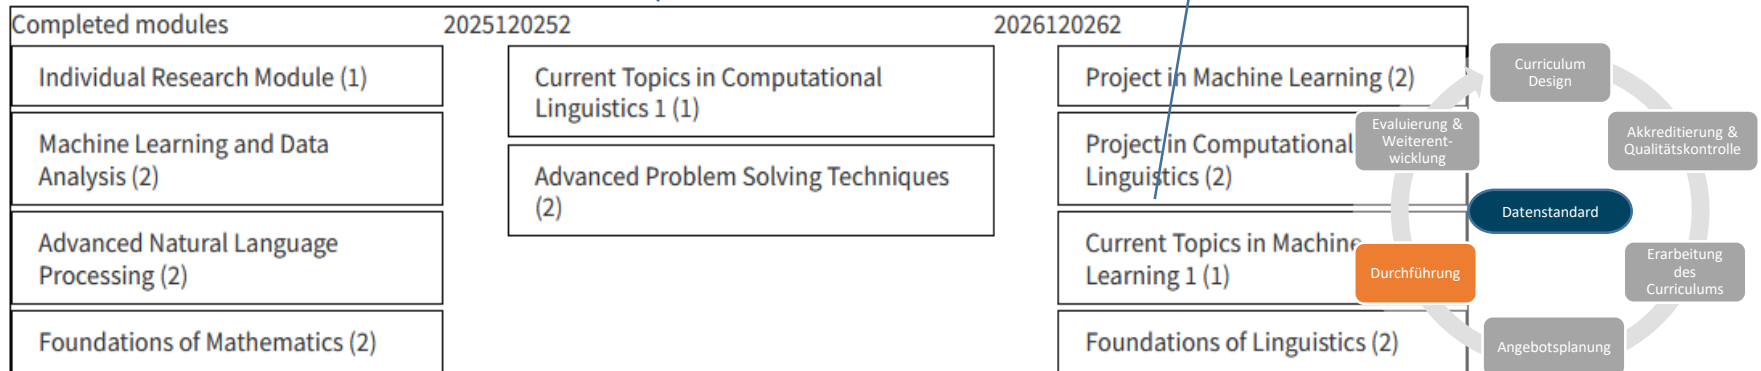 Completed modules
2025120252
2026120262
Individual Research Module (1)
Machine Learning and Data
Analysis (2)
Advanced Natural Language
Processing (2)
Foundations of Mathematics (2)
Current Topics in Computational
Linguistics 1 (1)
Advanced Problem Solving Techniques
(2)
Project in Machine Learning (2)
Project in Computational
Linguistics (2)
Current Topics in Machine
Learning 1 (1)
Foundations of Linguistics (2)
Curriculum
Design
Akkreditierung &
Qualitätskontrolle
Erarbeitung
des
Curriculums
Angebotsplanung
Durchführung
Evaluierung &
Weiterent-
wicklung
Datenstandard